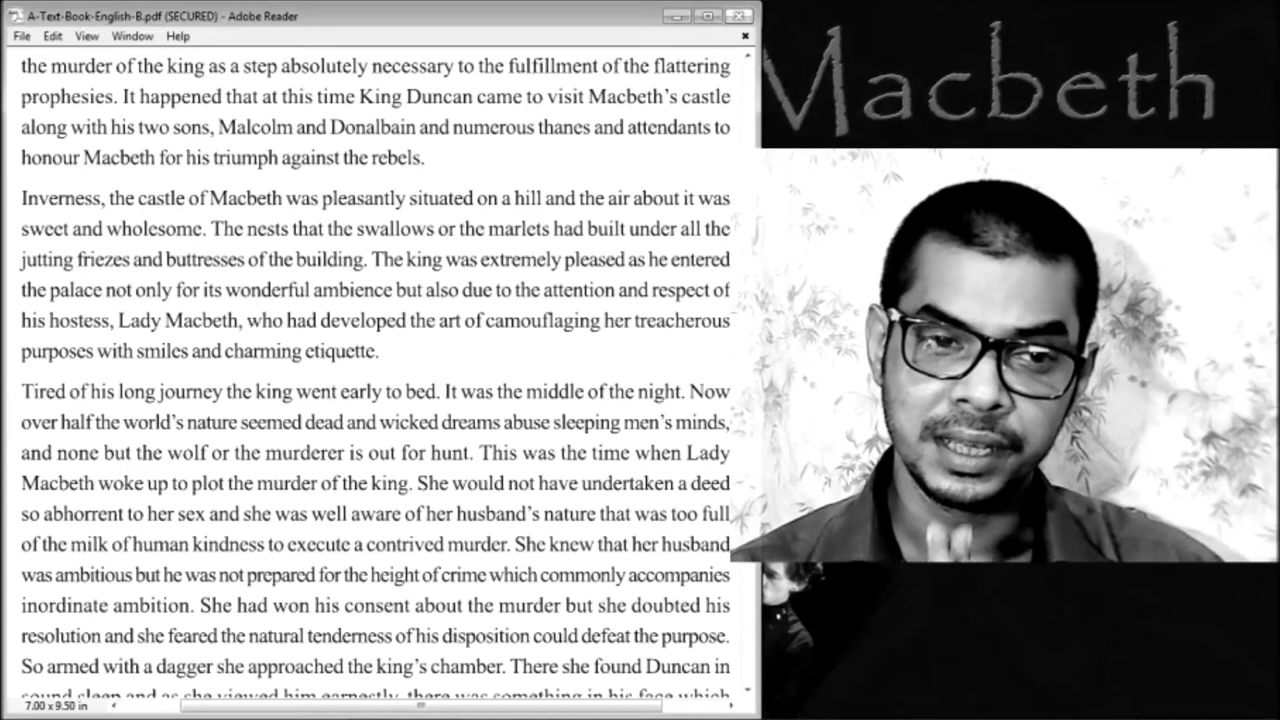 A-Text-Book-English-B.pdf (SECURED) - Adobe Reader
File Edit View Window Help
Macbeth
the murder of the king as a step absolutely necessary to the fulfillment of the flattering
prophesies. It happened that at this time King Duncan came to visit Macbeth's castle
along with his two sons, Malcolm and Donalbain and numerous thanes and attendants to
honour Macbeth for his triumph against the rebels.
Inverness, the castle of Macbeth was pleasantly situated on a hill and the air about it was
sweet and wholesome. The nests that the swallows or the marlets had built under all the
jutting friezes and buttresses of the building. The king was extremely pleased as he entered
the palace not only for its wonderful ambience but also due to the attention and respect of
his hostess, Lady Macbeth, who had developed the art of camouflaging her treacherous
purposes with smiles and charming etiquette.
Tired of his long journey the king went early to bed. It was the middle of the night. Now
over half the world's nature seemed dead and wicked dreams abuse sleeping men's minds,
and none but the wolf or the murderer is out for hunt. This was the time when Lady
Macbeth woke up to plot the murder of the king. She would not have undertaken a deed
so abhorrent to her sex and she was well aware of her husband's nature that was too full
of the milk of human kindness to execute a contrived murder. She knew that her husband
was ambitious but he was not prepared for the height of crime which commonly accompanies
inordinate ambition. She had won his consent about the murder but she doubted his
resolution and she feared the natural tenderness of his disposition could defeat the purpose.
So armed with a dagger she approached the king's chamber. There she found Duncan in
sound sleep and as she viewed him earnestly, there was something in his face which
7.00 x 9.50 in